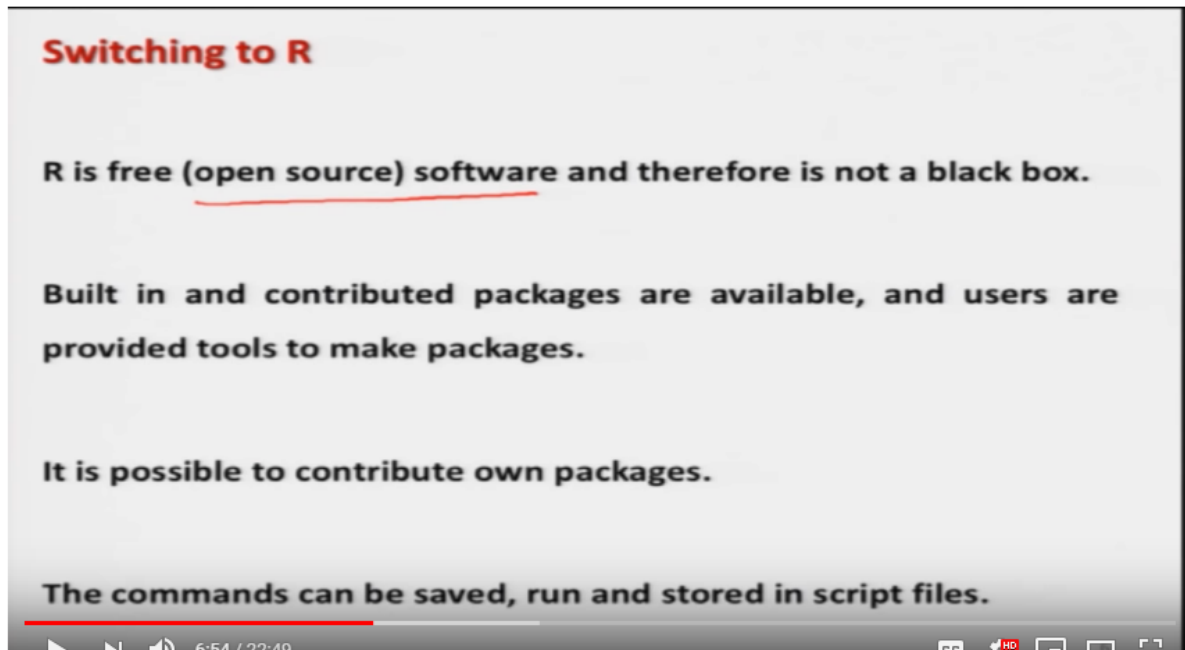 Switching to R
R is free (open source) software and therefore is not a black box.
Built in and contributed packages are available, and users are
provided tools to make packages.
It is possible to contribute own packages.
The commands can be saved, run and stored in script files.
6:54 / 22:49
CC HD